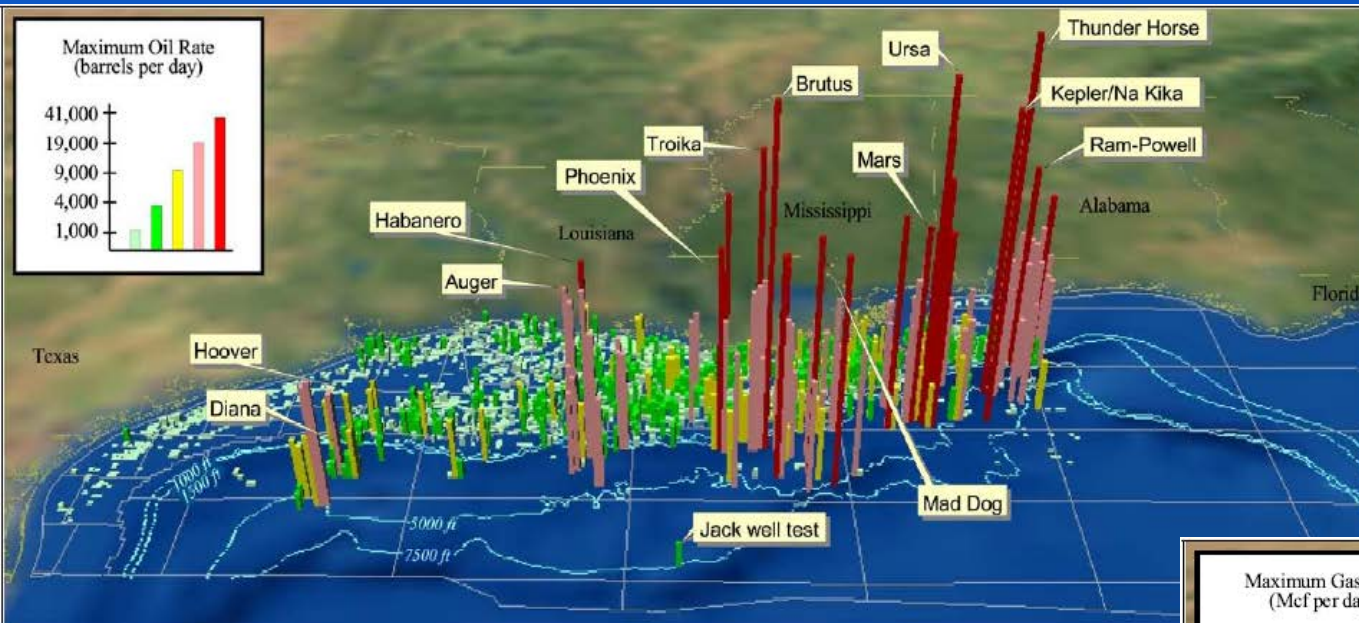 Maximum Oil Rate
(barrels per day)
41,000
19,000
9,000
4,000
1,000
Thunder Horse
Ursa
Brutus
Kepler/Na Kika
Troika
Ram-Powell
Mars
Phoenix
Mississippi
Alabama
Habanero
Louisiana
Auger
Florid
Texas
Hoover
Diana
1000 ft
1500 ft
Mad Dog
5000 ft
Jack well test
7500 ft
Maximum Gas
(Mcf per da